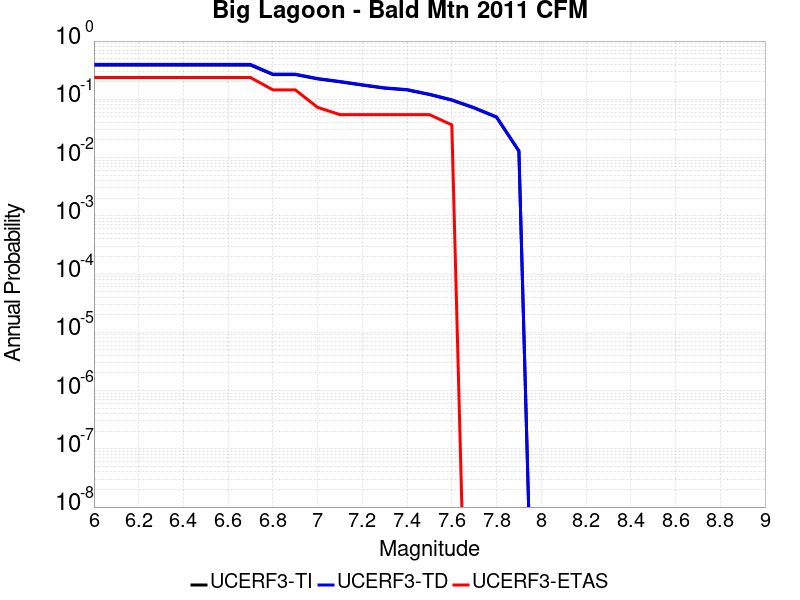 Big Lagoon - Bald Mtn 2011 CFM
Annual Probability
10^0
10^-1
10^-2
10^-3
10^-4
10^-5
10^-6
10^-7
10^-8
6 6.2 6.4 6.6 6.8 7 7.2 7.4 7.6 7.8 8 8.2 8.4 8.6 8.8 9
Magnitude
UCERF3-TI UCERF3-TD UCERF3-ETAS